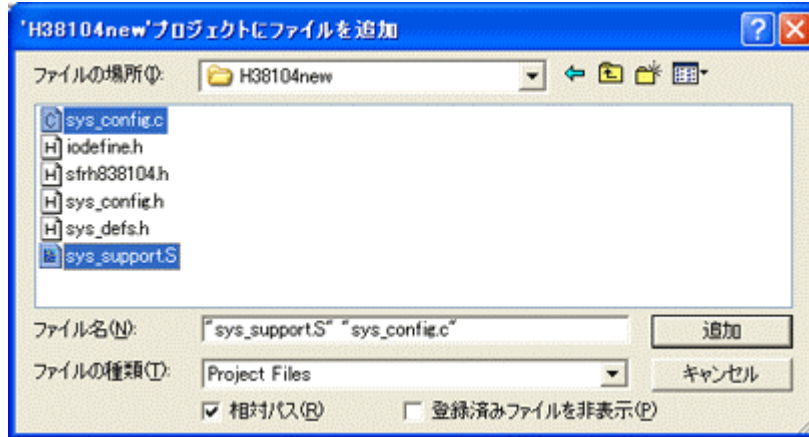 'H38104new'プロジェクトにファイルを追加
ファイルの場所(I): H38104new
sys_config.c
iodefine.h
sfrh838104.h
sys_config.h
sys_defs.h
sys_support.S
ファイル名(N): "sys_support.S" "sys_config.c" 追加
ファイルの種類(T): Project Files キャンセル
相対パス(R) 登録済みファイルを非表示(P)